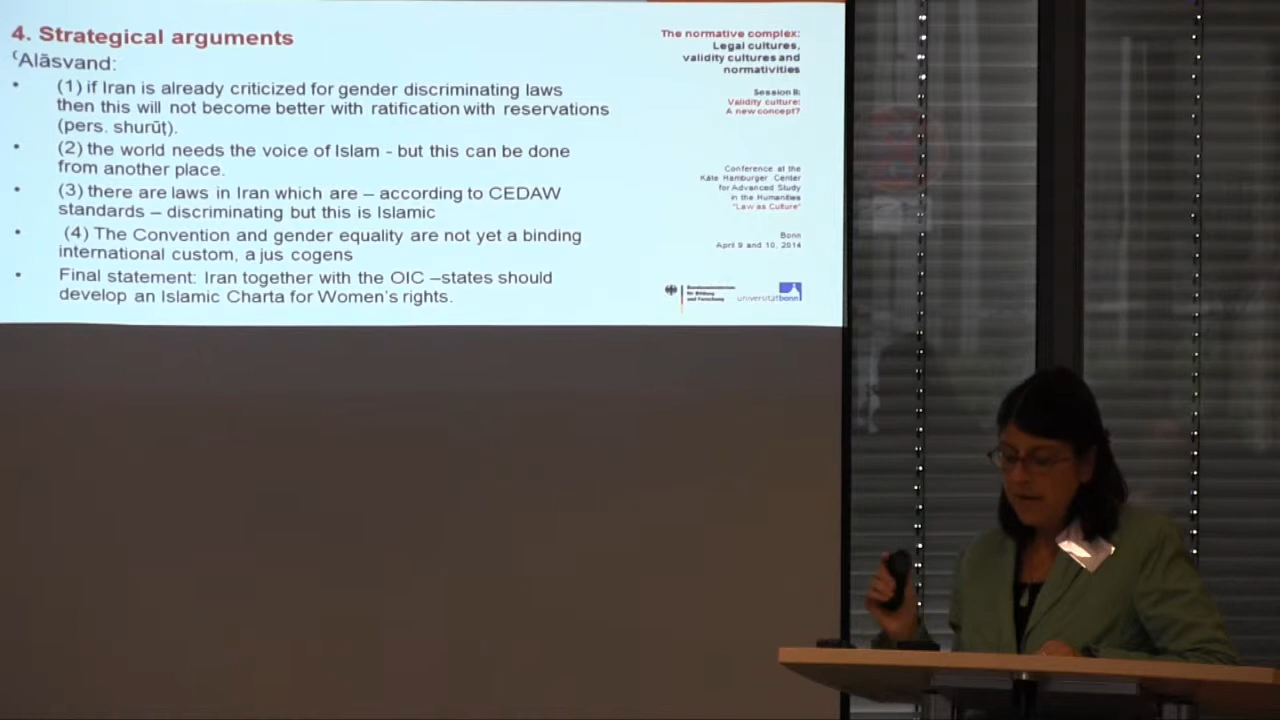 4. Strategical arguments
ʿAlāsvand:
• (1) if Iran is already criticized for gender discriminating laws
then this will not become better with ratification with reservations
(pers. shurūṭ).
• (2) the world needs the voice of Islam - but this can be done
from another place.
• (3) there are laws in Iran which are – according to CEDAW
standards – discriminating but this is Islamic
• (4) The Convention and gender equality are not yet a binding
international custom, a jus cogens
• Final statement: Iran together with the OIC –states should
develop an Islamic Charta for Women's rights.
The normative complex:
Legal cultures,
validity cultures and
normativities
Session II:
Validity culture:
A new concept?
Conference at the
Käte Hamburger Center
for Advanced Study
in the Humanities
"Law as Culture"
Bonn
April 9 and 10, 2014
Bundesministerium
für Bildung
und Forschung
universitätbonn